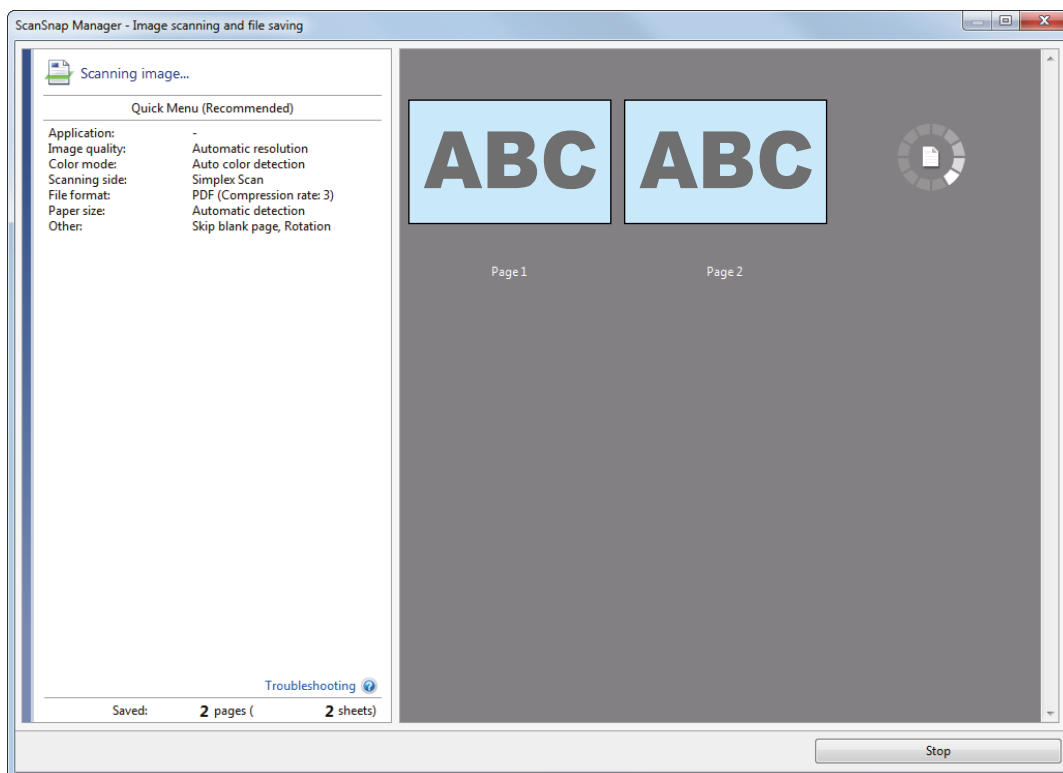 ScanSnap Manager - Image scanning and file saving
Scanning image...
Quick Menu (Recommended)
Application: -
Image quality: Automatic resolution
Color mode: Auto color detection
Scanning side: Simplex Scan
File format: PDF (Compression rate: 3)
Paper size: Automatic detection
Other: Skip blank page, Rotation
ABC
ABC
Page 1
Page 2
Troubleshooting ?
Saved: 2 pages ( 2 sheets)
Stop